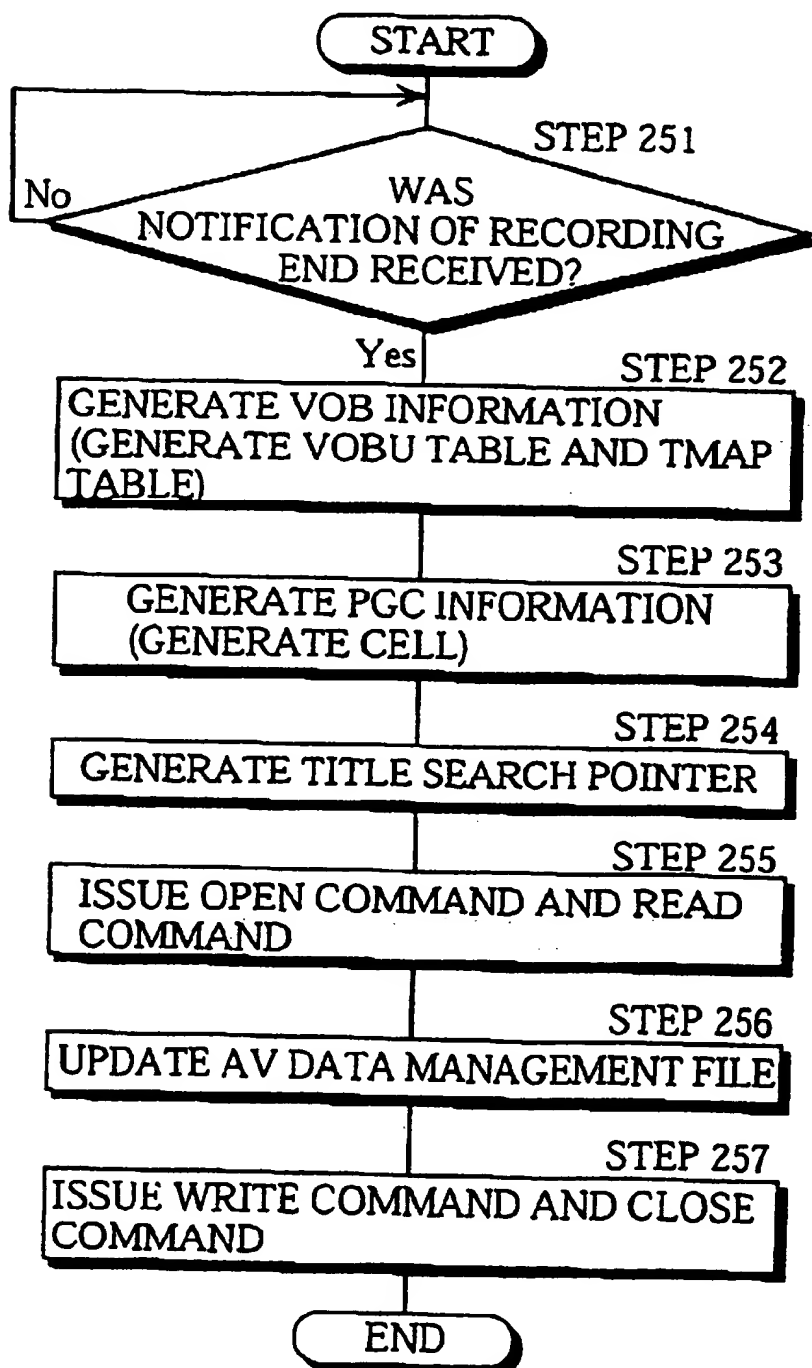 START
STEP 251
No
WAS
NOTIFICATION OF RECORDING
END RECEIVED?
Yes
STEP 252
GENERATE VOB INFORMATION
(GENERATE VOBU TABLE AND TMAP
TABLE)
STEP 253
GENERATE PGC INFORMATION
(GENERATE CELL)
STEP 254
GENERATE TITLE SEARCH POINTER
STEP 255
ISSUE OPEN COMMAND AND READ
COMMAND
STEP 256
UPDATE AV DATA MANAGEMENT FILE
STEP 257
ISSUE WRITE COMMAND AND CLOSE
COMMAND
END